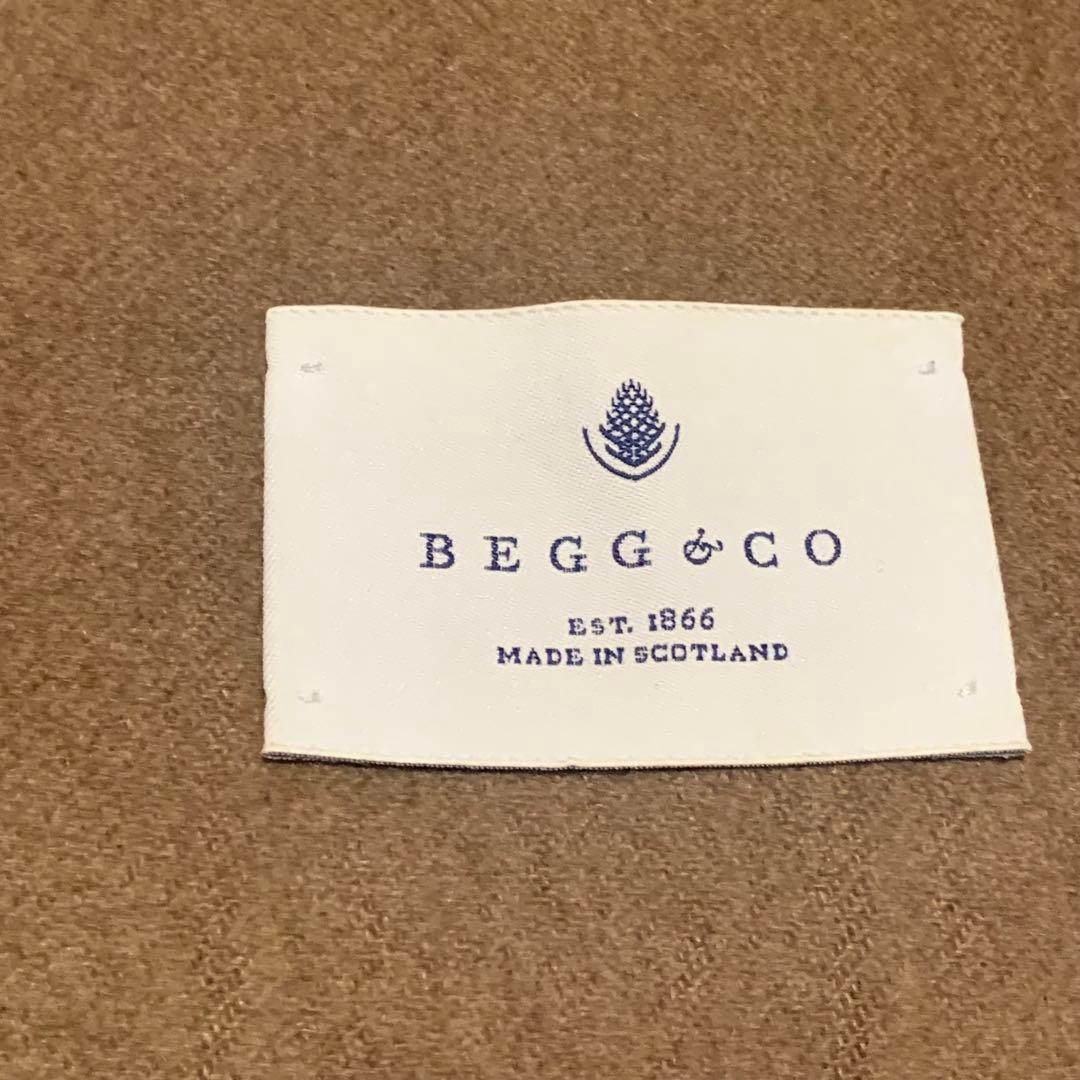 BEGG & CO
EST. 1866
MADE IN SCOTLAND